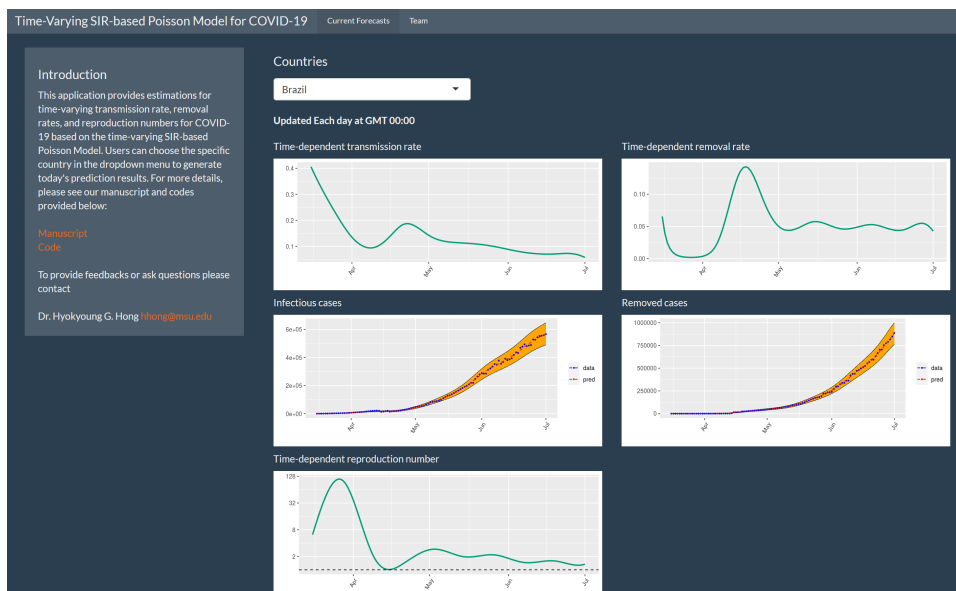 Time-Varying SIR-based Poisson Model for COVID-19 Current Forecasts Team
Introduction
This application provides estimations for
time-varying transmission rate, removal
rates, and reproduction numbers for COVID-
19 based on the time-varying SIR-based
Poisson Model. Users can choose the specific
country in the dropdown menu to generate
today's prediction results. For more details,
please see our manuscript and codes
provided below:
Manuscript
Code
To provide feedbacks or ask questions please
contact
Dr. Hyokyoung G. Hong hhong@msu.edu
Countries
Brazil
Updated Each day at GMT 00:00
Time-dependent transmission rate
0.4
0.3
0.2
0.1
Apr May Jun Jul
Time-dependent removal rate
0.10
0.05
0.00
Apr May Jun Jul
Infectious cases
6e+05
4e+05
2e+05
0e+00
Apr May Jun Jul
data
pred
Removed cases
1000000
750000
500000
250000
0
Apr May Jun Jul
data
pred
Time-dependent reproduction number
128
32
8
2
Apr May Jun Jul